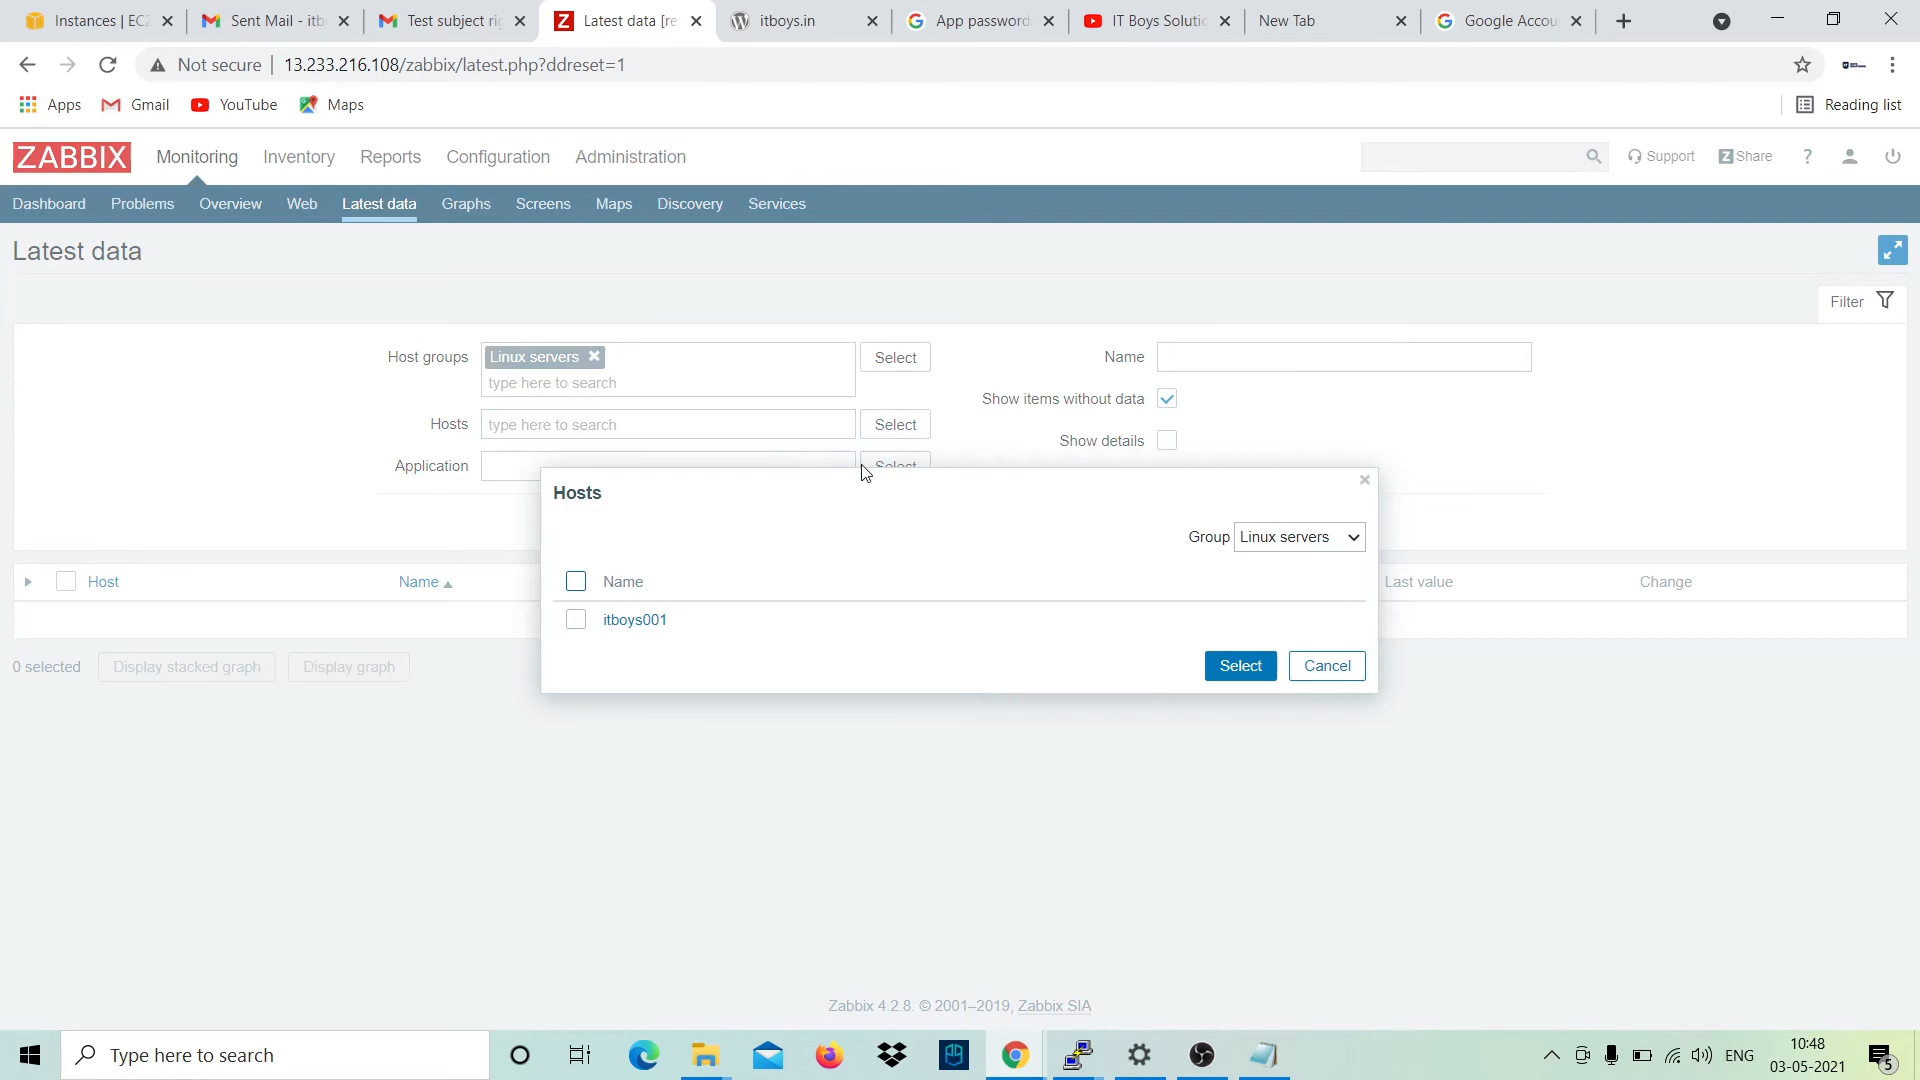 Instances | EC2
Sent Mail - itb
Test subject rig
Latest data [re
itboys.in
App password
IT Boys Soluti
New Tab
Google Accou
Not secure
13.233.216.108/zabbix/latest.php?ddreset=1
Apps
Gmail
YouTube
Maps
Reading list
ZABBIX
Monitoring
Inventory
Reports
Configuration
Administration
Support
Z Share
?
Dashboard
Problems
Overview
Web
Latest data
Graphs
Screens
Maps
Discovery
Services
Latest data
Filter
Host groups
Linux servers
type here to search
Select
Name
Hosts
type here to search
Select
Show items without data
Application
Select
Show details
Hosts
Group
Linux servers
Name
itboys001
Select
Cancel
Host
Name
Last value
Change
0 selected
Display stacked graph
Display graph
Zabbix 4.2.8. © 2001–2019, Zabbix SIA
Type here to search
ENG
10:48
03-05-2021
5